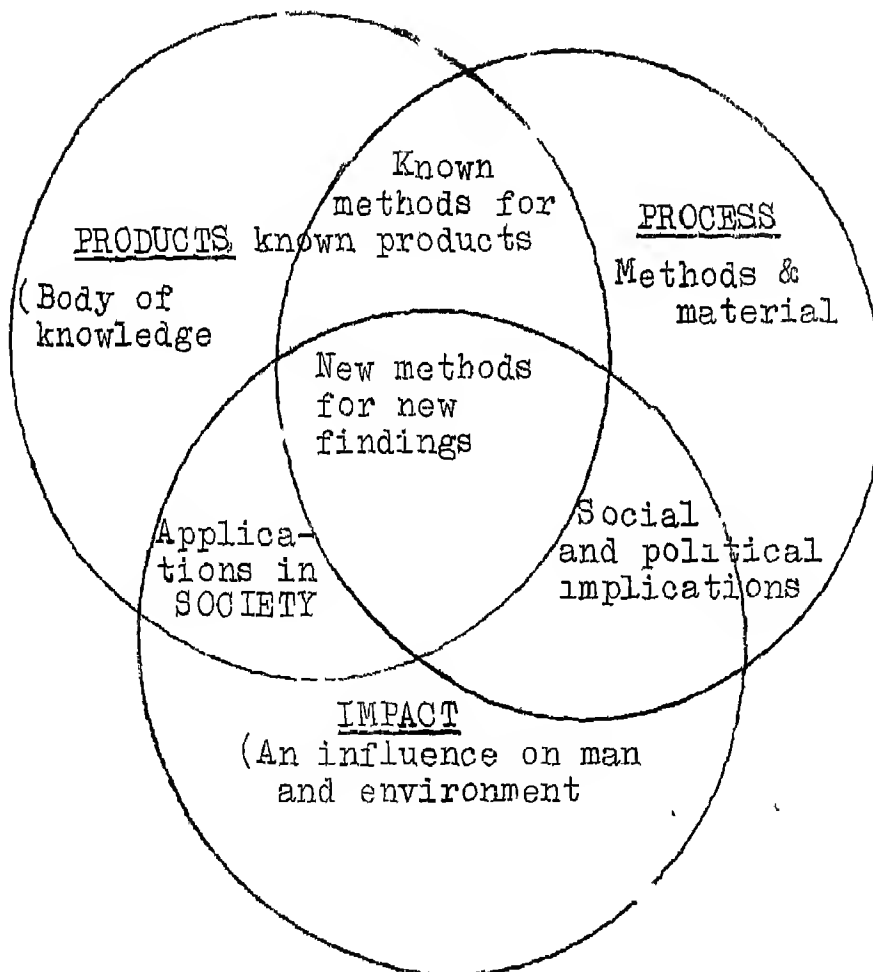 Known
methods for
PRODUCTS known products
(Body of
knowledge
PROCESS
Methods &
material
New methods
for new
findings
Applica-
tions in
SOCIETY
Social
and political
implications
IMPACT
(An influence on man
and environment